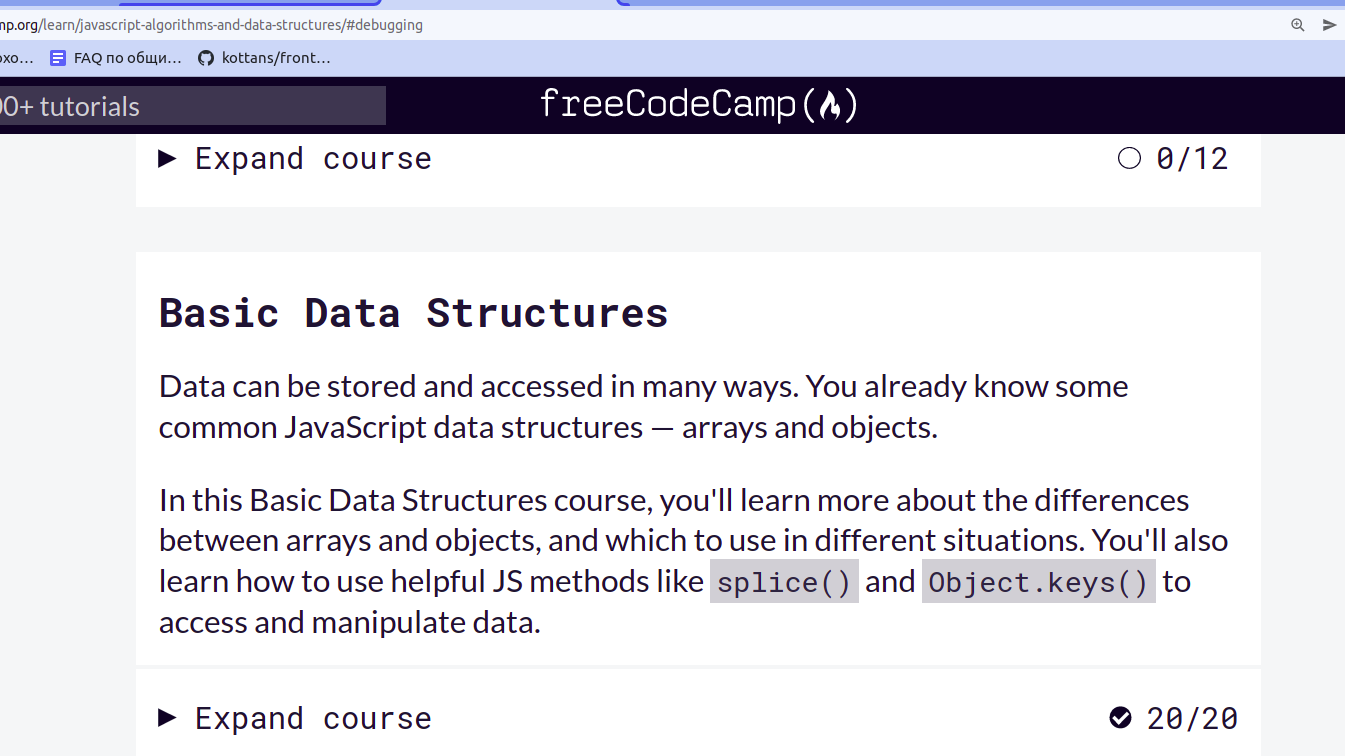 mp.org/learn/javascript-algorithms-and-data-structures/#debugging
охо… FAQ по общи… kottans/front…
00+ tutorials freeCodeCamp(🔥)
▶ Expand course 0/12
Basic Data Structures
Data can be stored and accessed in many ways. You already know some
common JavaScript data structures — arrays and objects.
In this Basic Data Structures course, you'll learn more about the differences
between arrays and objects, and which to use in different situations. You'll also
learn how to use helpful JS methods like splice() and Object.keys() to
access and manipulate data.
▶ Expand course 20/20